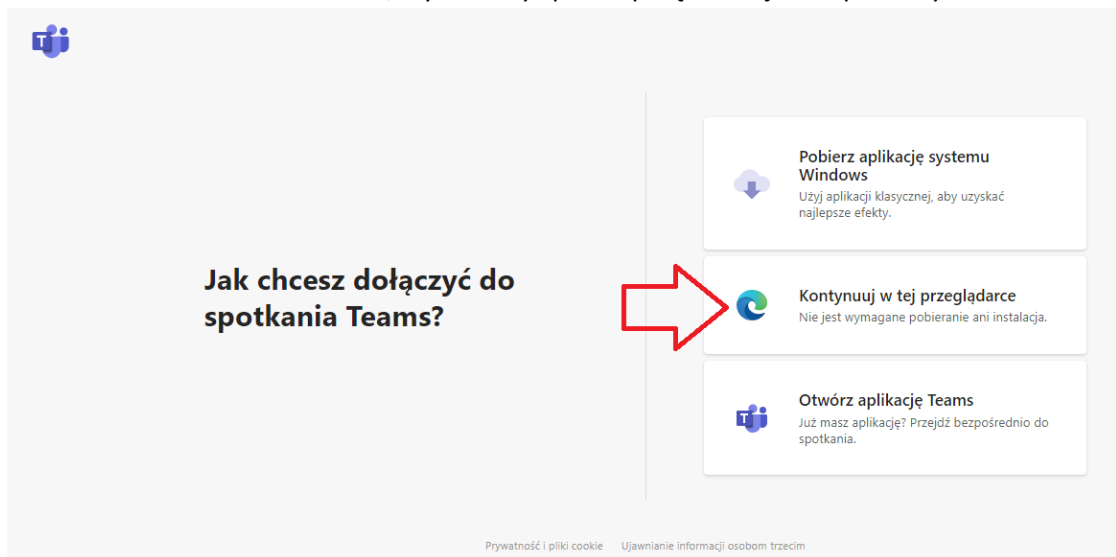 Jak chcesz dołączyć do
spotkania Teams?
Pobierz aplikację systemu
Windows
Użyj aplikacji klasycznej, aby uzyskać
najlepsze efekty.
Kontynuuj w tej przeglądarce
Nie jest wymagane pobieranie ani instalacja.
Otwórz aplikację Teams
Już masz aplikację? Przejdź bezpośrednio do
spotkania.
Prywatność i pliki cookie Ujawnianie informacji osobom trzecim